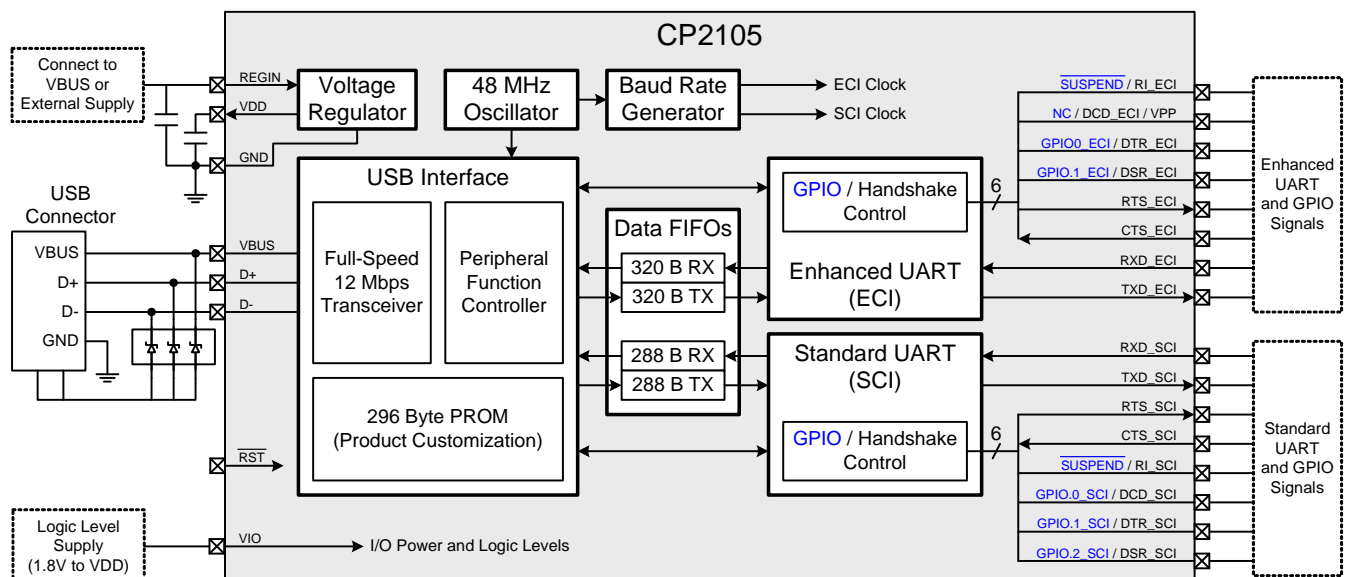 CP2105
Connect to
VBUS or
External Supply
REGIN
VDD
GND
Voltage
Regulator
48 MHz
Oscillator
Baud Rate
Generator
ECI Clock
SCI Clock
USB
Connector
VBUS
D+
D-
GND
VBUS
D+
D-
USB Interface
Full-Speed
12 Mbps
Transceiver
Peripheral
Function
Controller
296 Byte PROM
(Product Customization)
Data FIFOs
320 B RX
320 B TX
288 B RX
288 B TX
GPIO / Handshake
Control
Enhanced UART
(ECI)
6
SUSPEND / RI_ECI
NC / DCD_ECI / VPP
GPIO0_ECI / DTR_ECI
GPIO.1_ECI / DSR_ECI
RTS_ECI
CTS_ECI
RXD_ECI
TXD_ECI
Enhanced
UART
and GPIO
Signals
Standard UART
(SCI)
GPIO / Handshake
Control
6
RXD_SCI
TXD_SCI
RTS_SCI
CTS_SCI
SUSPEND / RI_SCI
GPIO.0_SCI / DCD_SCI
GPIO.1_SCI / DTR_SCI
GPIO.2_SCI / DSR_SCI
Standard
UART
and GPIO
Signals
RST
Logic Level
Supply
(1.8V to VDD)
VIO
I/O Power and Logic Levels